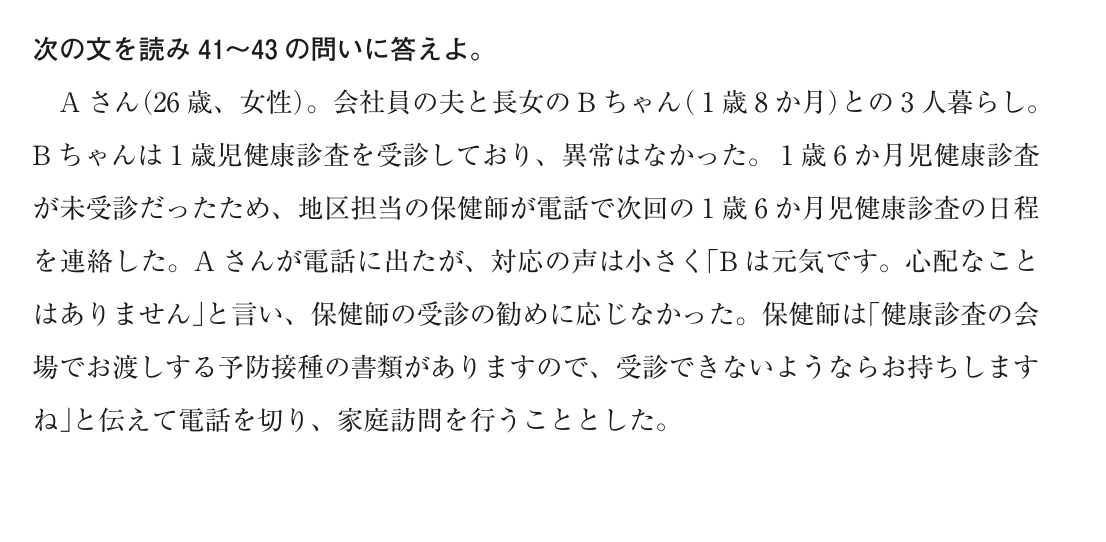 次の文を読み 41～43 の問いに答えよ。
A さん(26 歳、女性)。会社員の夫と長女の B ちゃん( 1 歳 8 か月)との 3 人暮らし。
B ちゃんは 1 歳児健康診査を受診しており、異常はなかった。 1 歳 6 か月児健康診査
が未受診だったため、地区担当の保健師が電話で次回の 1 歳 6 か月児健康診査の日程
を連絡した。A さんが電話に出たが、対応の声は小さく「B は元気です。心配なこと
はありません」と言い、保健師の受診の勧めに応じなかった。保健師は「健康診査の会
場でお渡しする予防接種の書類がありますので、受診できないようならお持ちします
ね」と伝えて電話を切り、家庭訪問を行うこととした。